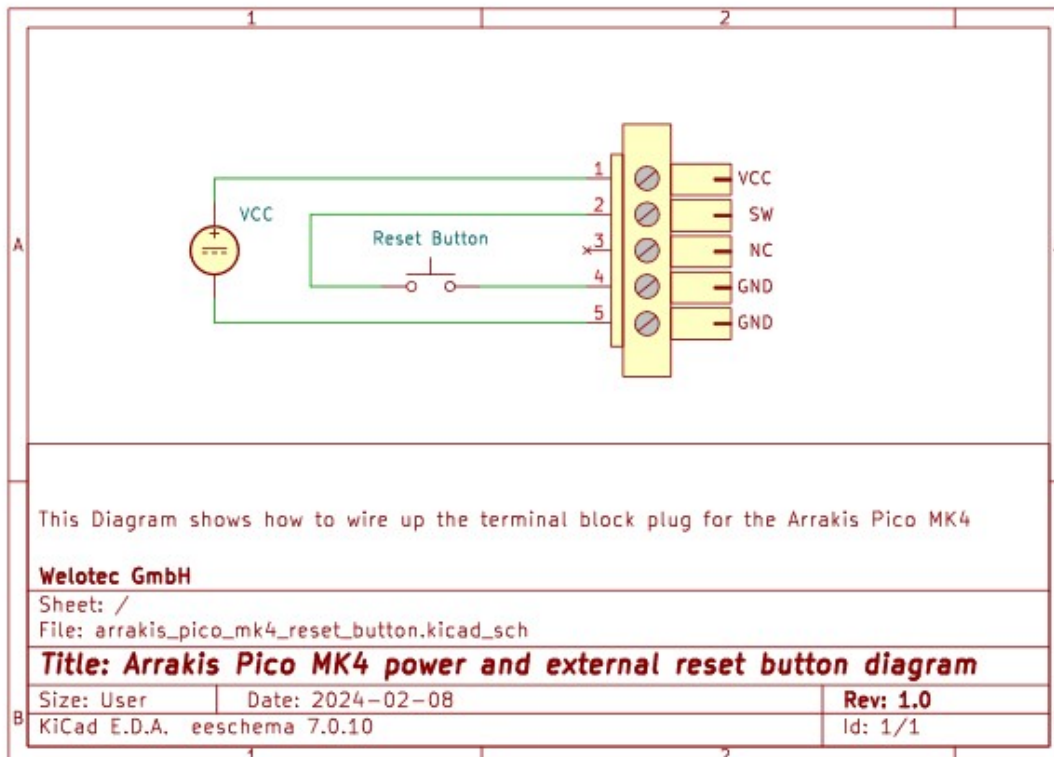 1 2
A
VCC
Reset Button
1 VCC
2 SW
3 NC
4 GND
5 GND
This Diagram shows how to wire up the terminal block plug for the Arrakis Pico MK4
Welotec GmbH
Sheet: /
File: arrakis_pico_mk4_reset_button.kicad_sch
Title: Arrakis Pico MK4 power and external reset button diagram
Size: User Date: 2024-02-08 Rev: 1.0
B
KiCad E.D.A. eeschema 7.0.10 Id: 1/1
1 2